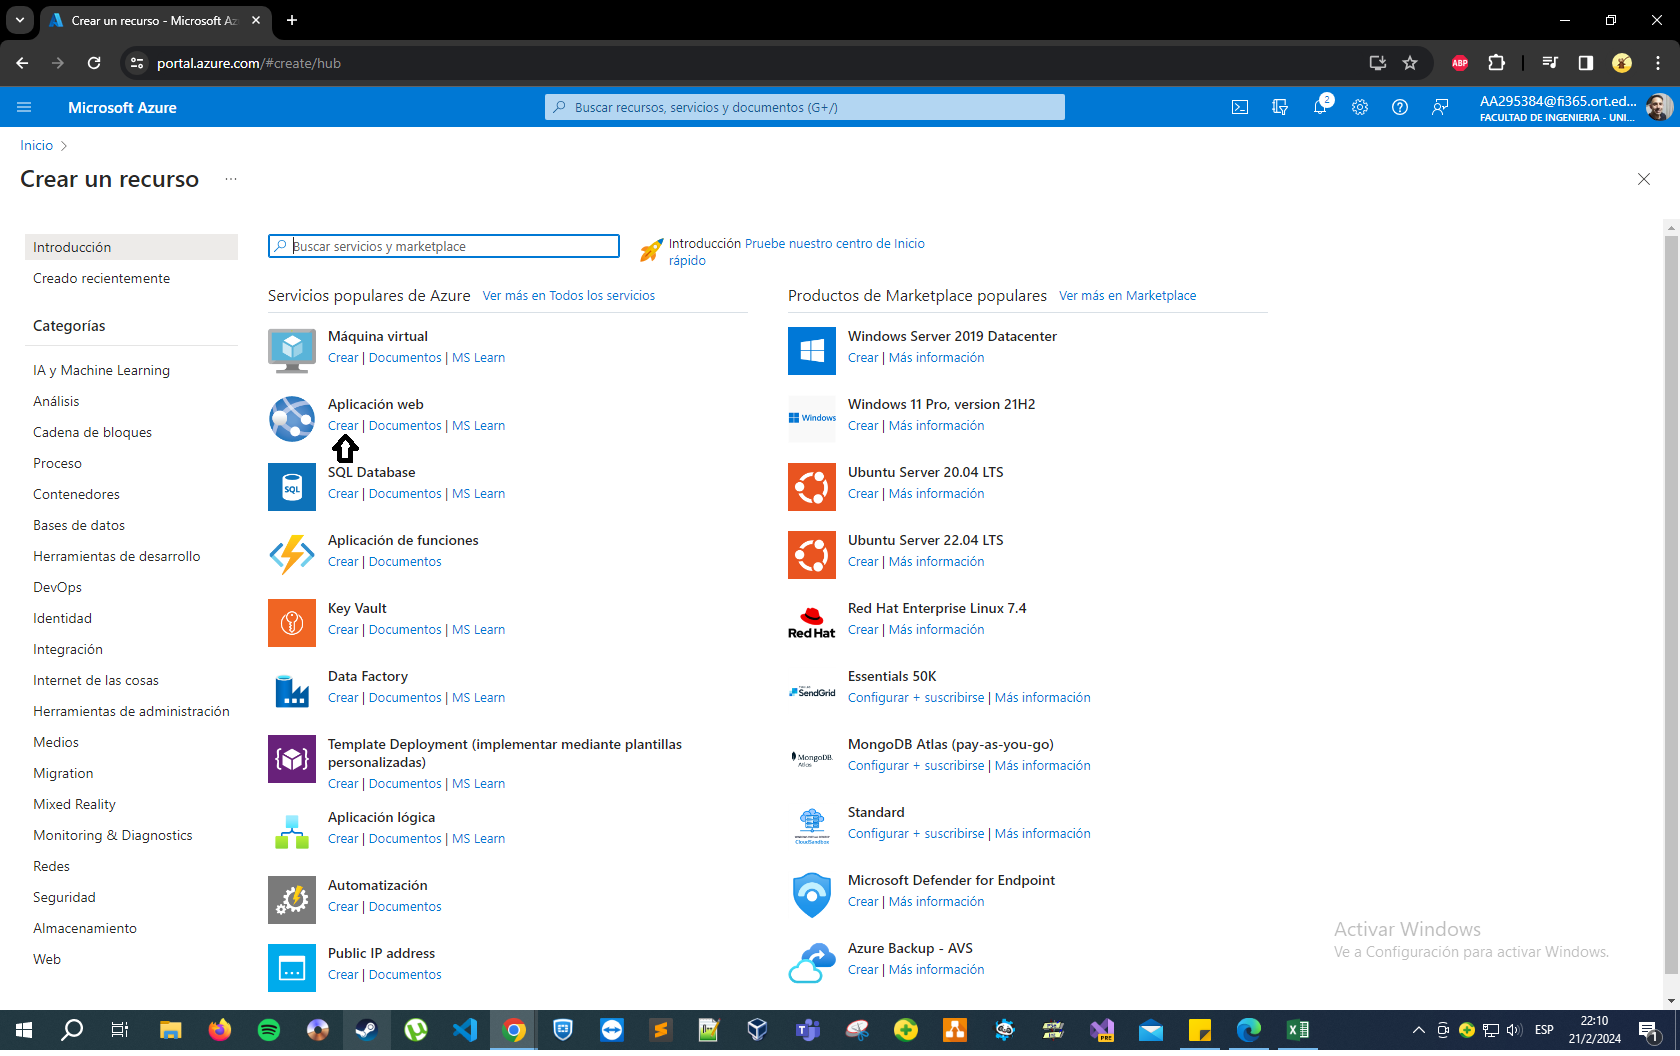 Crear un recurso - Microsoft Az
portal.azure.com/#create/hub
ABP
Microsoft Azure
Buscar recursos, servicios y documentos (G+/)
2
AA295384@fi365.ort.ed...
FACULTAD DE INGENIERIA - UNI...
Inicio
Crear un recurso
...
Introducción
Creado recientemente
Categorías
IA y Machine Learning
Análisis
Cadena de bloques
Proceso
Contenedores
Bases de datos
Herramientas de desarrollo
DevOps
Identidad
Integración
Internet de las cosas
Herramientas de administración
Medios
Migration
Mixed Reality
Monitoring & Diagnostics
Redes
Seguridad
Almacenamiento
Web
Buscar servicios y marketplace
Introducción Pruebe nuestro centro de Inicio
rápido
Servicios populares de Azure Ver más en Todos los servicios
Máquina virtual
Crear | Documentos | MS Learn
Aplicación web
Crear | Documentos | MS Learn
SQL
SQL Database
Crear | Documentos | MS Learn
Aplicación de funciones
Crear | Documentos
Key Vault
Crear | Documentos | MS Learn
Data Factory
Crear | Documentos | MS Learn
Template Deployment (implementar mediante plantillas
personalizadas)
Crear | Documentos | MS Learn
Aplicación lógica
Crear | Documentos | MS Learn
Automatización
Crear | Documentos
Public IP address
Crear | Documentos
Productos de Marketplace populares Ver más en Marketplace
Windows Server 2019 Datacenter
Crear | Más información
Windows
Windows 11 Pro, version 21H2
Crear | Más información
Ubuntu Server 20.04 LTS
Crear | Más información
Ubuntu Server 22.04 LTS
Crear | Más información
Red Hat
Red Hat Enterprise Linux 7.4
Crear | Más información
SendGrid
Essentials 50K
Configurar + suscribirse | Más información
MongoDB.
Atlas
MongoDB Atlas (pay-as-you-go)
Configurar + suscribirse | Más información
CloudSandbox
Standard
Configurar + suscribirse | Más información
Microsoft Defender for Endpoint
Crear | Más información
Azure Backup - AVS
Crear | Más información
Activar Windows
Ve a Configuración para activar Windows.
PRE
ESP
22:10
21/2/2024
1